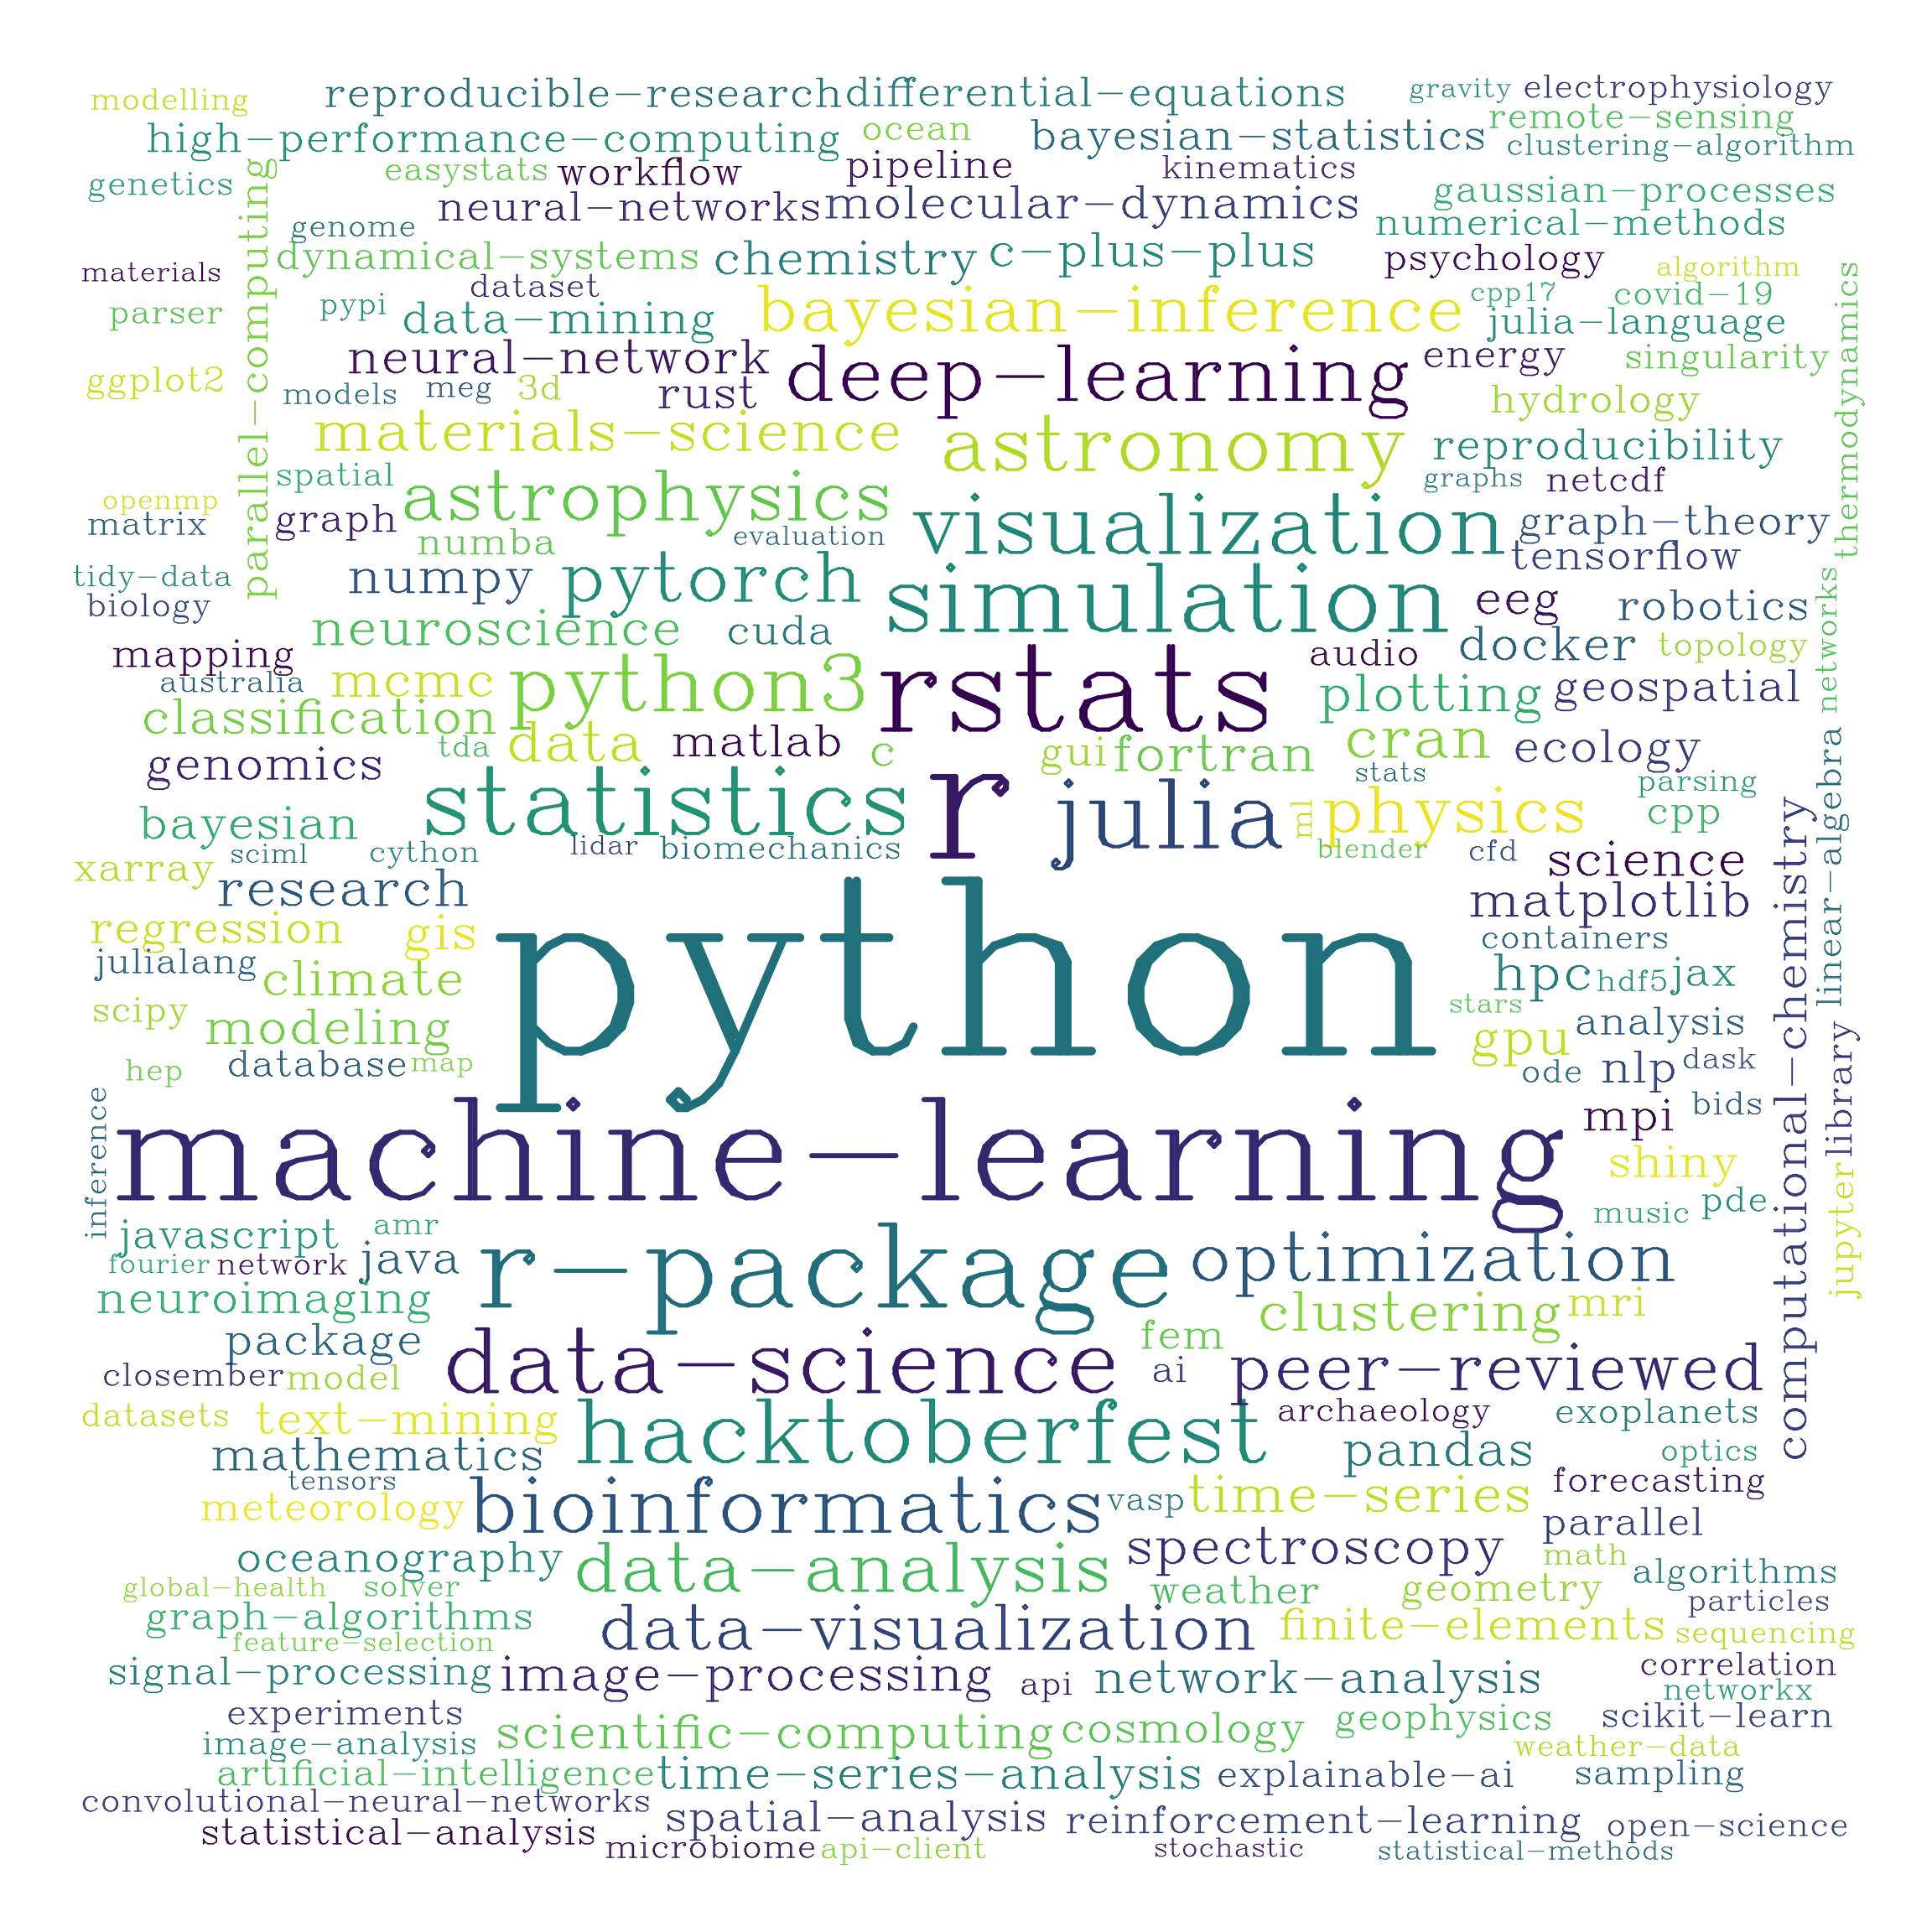 modelling reproducible-research differential-equations gravity electrophysiology
high-performance-computing ocean bayesian-statistics remote-sensing
clustering-algorithm
genetics easystats workflow pipeline kinematics gaussian-processes
parallel-computing
neural-networks molecular-dynamics numerical-methods
genome
dynamical-systems chemistry c-plus-plus psychology algorithm
materials dataset bayesian-inference cpp17 covid-19
thermodynamics
parser pypi data-mining julia-language
neural-network deep-learning energy singularity
ggplot2 models meg 3d rust hydrology
materials-science astronomy reproducibility
spatial astrophysics graphs netcdf
openmp
matrix graph visualization graph-theory
numba evaluation tensorflow
tidy-data numpy pytorch simulation eeg robotics
biology networks
neuroscience cuda docker topology
mapping audio
australia mcmc python3 rstats plotting geospatial
classification
tda data matlab c gui fortran cran ecology
genomics stats parsing
bayesian statistics r julia ml physics cpp
linear-algebra
xarray sciml cython lidar biomechanics blender cfd science
research matplotlib
computational-chemistry
regression gis python containers
julialang climate hpc hdf5 jax
scipy stars
modeling gpu analysis
hep database map ode nlp dask
library
inference machine-learning mpi bids
shiny
jupyter
javascript amr music pde
fourier network java r-package optimization
neuroimaging clustering mri
package fem
closember model data-science ai peer-reviewed
datasets text-mining hacktoberfest archaeology exoplanets
mathematics pandas optics
tensors forecasting
meteorology bioinformatics vasp time-series parallel
oceanography data-analysis spectroscopy math algorithms
global-health solver weather geometry particles
graph-algorithms data-visualization finite-elements sequencing
feature-selection
signal-processing image-processing api network-analysis correlation
networkx
experiments scientific-computing cosmology geophysics scikit-learn
image-analysis weather-data
artificial-intelligence time-series-analysis explainable-ai sampling
convolutional-neural-networks spatial-analysis reinforcement-learning open-science
statistical-analysis microbiome api-client stochastic statistical-methods